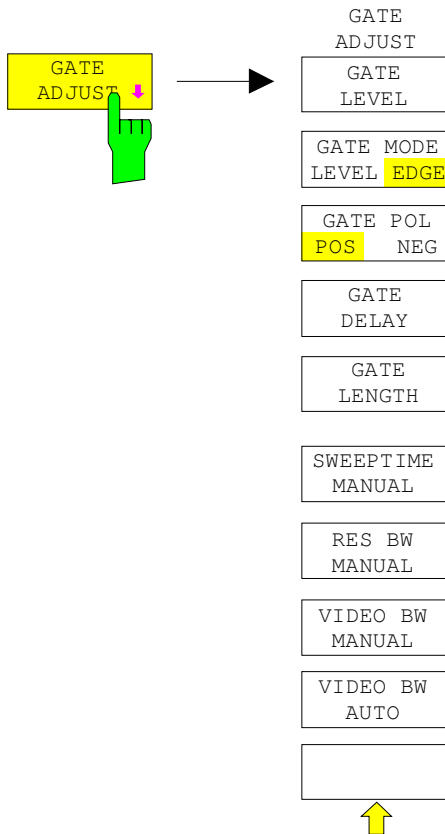 GATE
ADJUST
GATE
ADJUST
GATE
LEVEL
GATE MODE
LEVEL EDGE
GATE POL
POS NEG
GATE
DELAY
GATE
LENGTH
SWEEPTIME
MANUAL
RES BW
MANUAL
VIDEO BW
MANUAL
VIDEO BW
AUTO